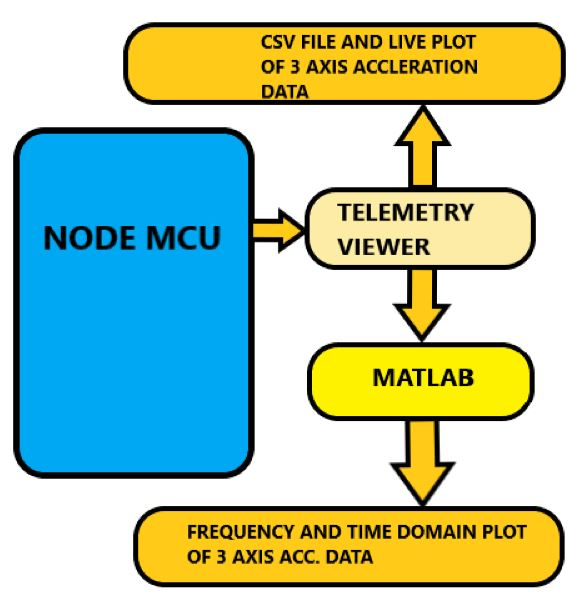 CSV FILE AND LIVE PLOT
OF 3 AXIS ACCLERATION
DATA
NODE MCU
TELEMETRY
VIEWER
MATLAB
FREQUENCY AND TIME DOMAIN PLOT
OF 3 AXIS ACC. DATA